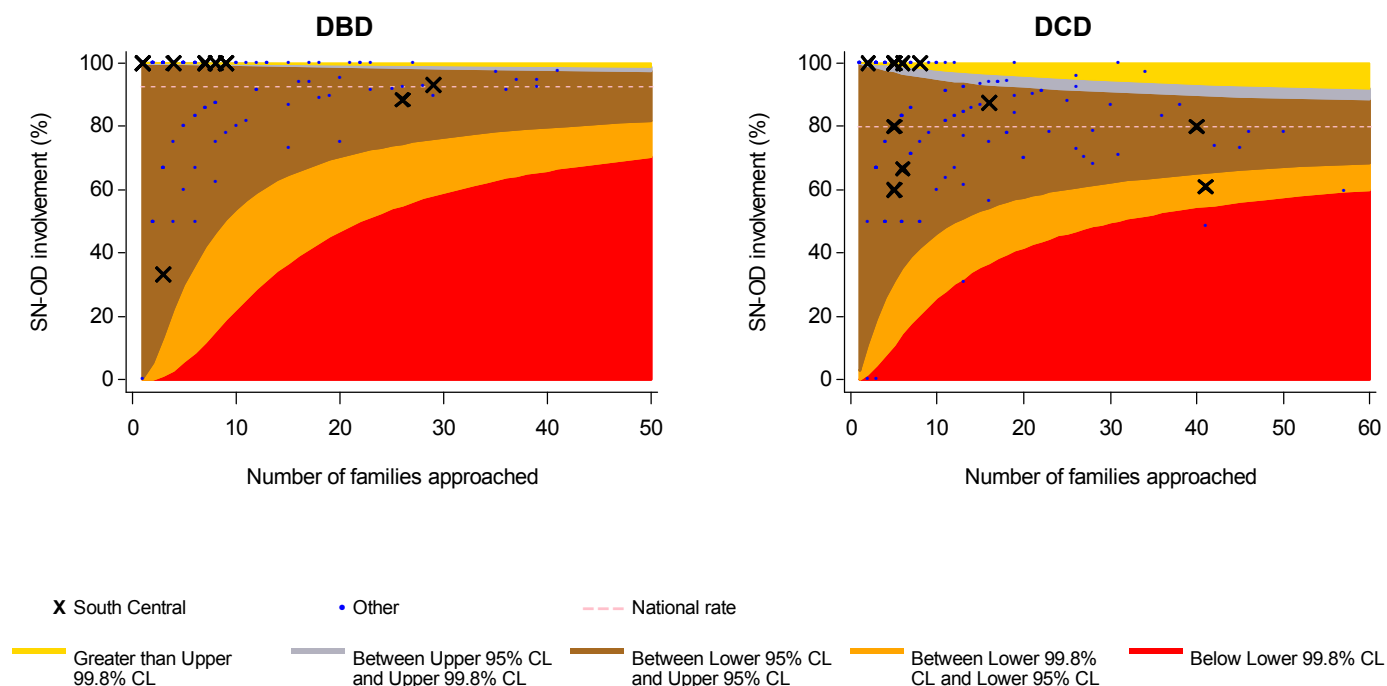 DBD
DCD
SN-OD involvement (%)
100
80
60
40
20
0
0 10 20 30 40 50
Number of families approached
SN-OD involvement (%)
100
80
60
40
20
0
0 10 20 30 40 50 60
Number of families approached
X South Central
Other
National rate
Greater than Upper
99.8% CL
Between Upper 95% CL
and Upper 99.8% CL
Between Lower 95% CL
and Upper 95% CL
Between Lower 99.8%
CL and Lower 95% CL
Below Lower 99.8% CL